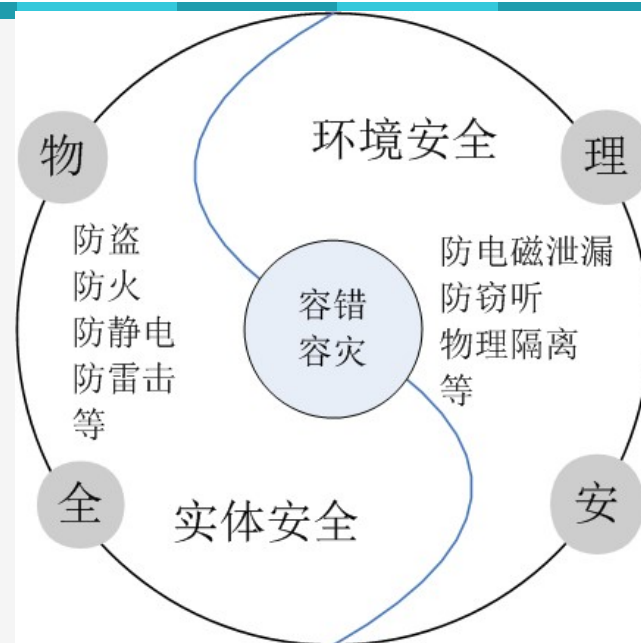 环境安全
物
理
防盗
防火
防静电
防雷击
等
容错
容灾
防电磁泄漏
防窃听
物理隔离
等
全
安
实体安全